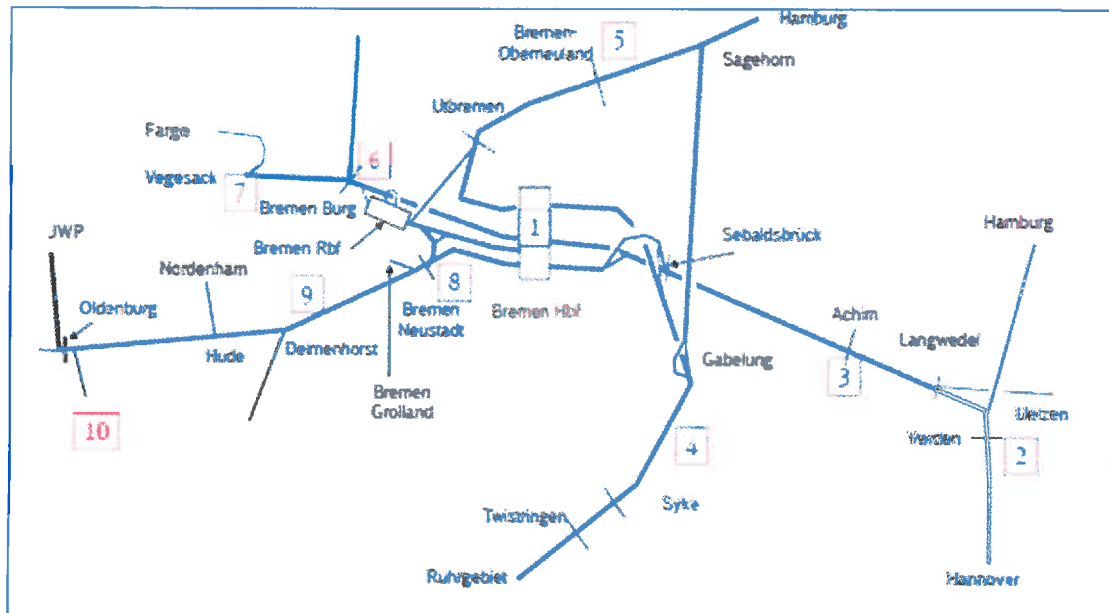 Hamburg
Bremen-
Oberneuland
5
Sagehorn
Utbremen
Farge
6
Vegesack
7
Bremen Burg
1
Hamburg
JWP
Bremen Rbf
Sebaldsbrück
Nordenham
8
9
Oldenburg
Bremen
Neustadt
Bremen Hbf
Achim
Langwedel
Hude
Delmenhorst
Gabelung
3
Bremen
Grolland
Uelzen
10
Verden
2
4
Syke
Twistringen
Ruhrgebiet
Hannover